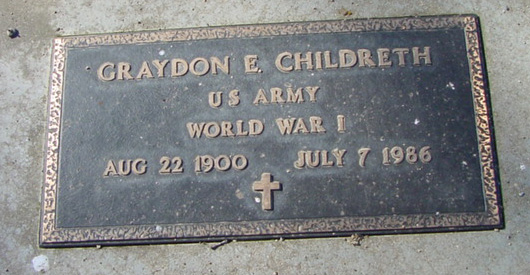 GRAYDON E. CHILDRETH
US ARMY
WORLD WAR I
AUG 22 1900 JULY 7 1986